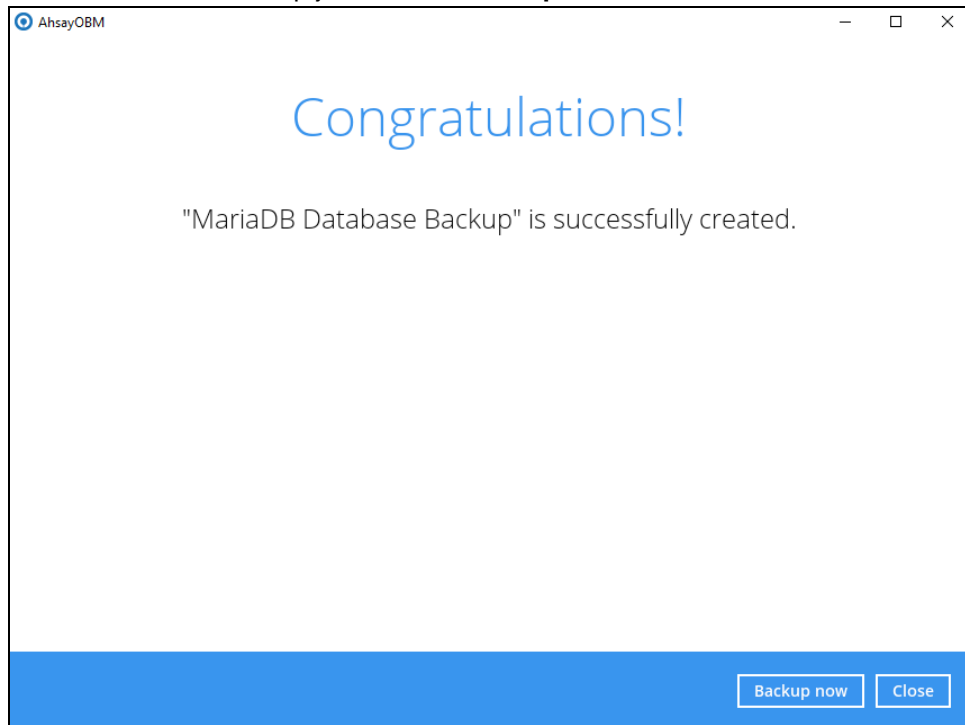 AhsayOBM
Congratulations!
"MariaDB Database Backup" is successfully created.
Backup now Close